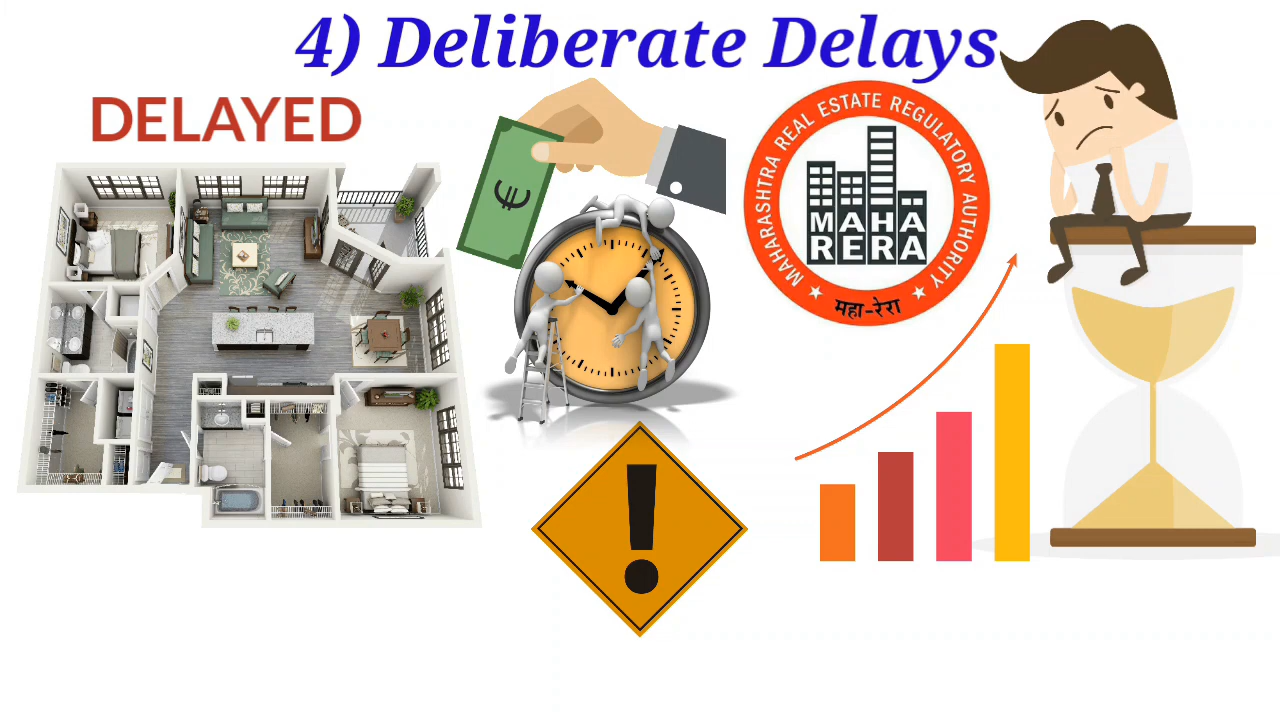 4) Deliberate Delays
DELAYED
€
MAHARASHTRA REAL ESTATE REGULATORY AUTHORITY
MAHA
RERA
महा-रेरा